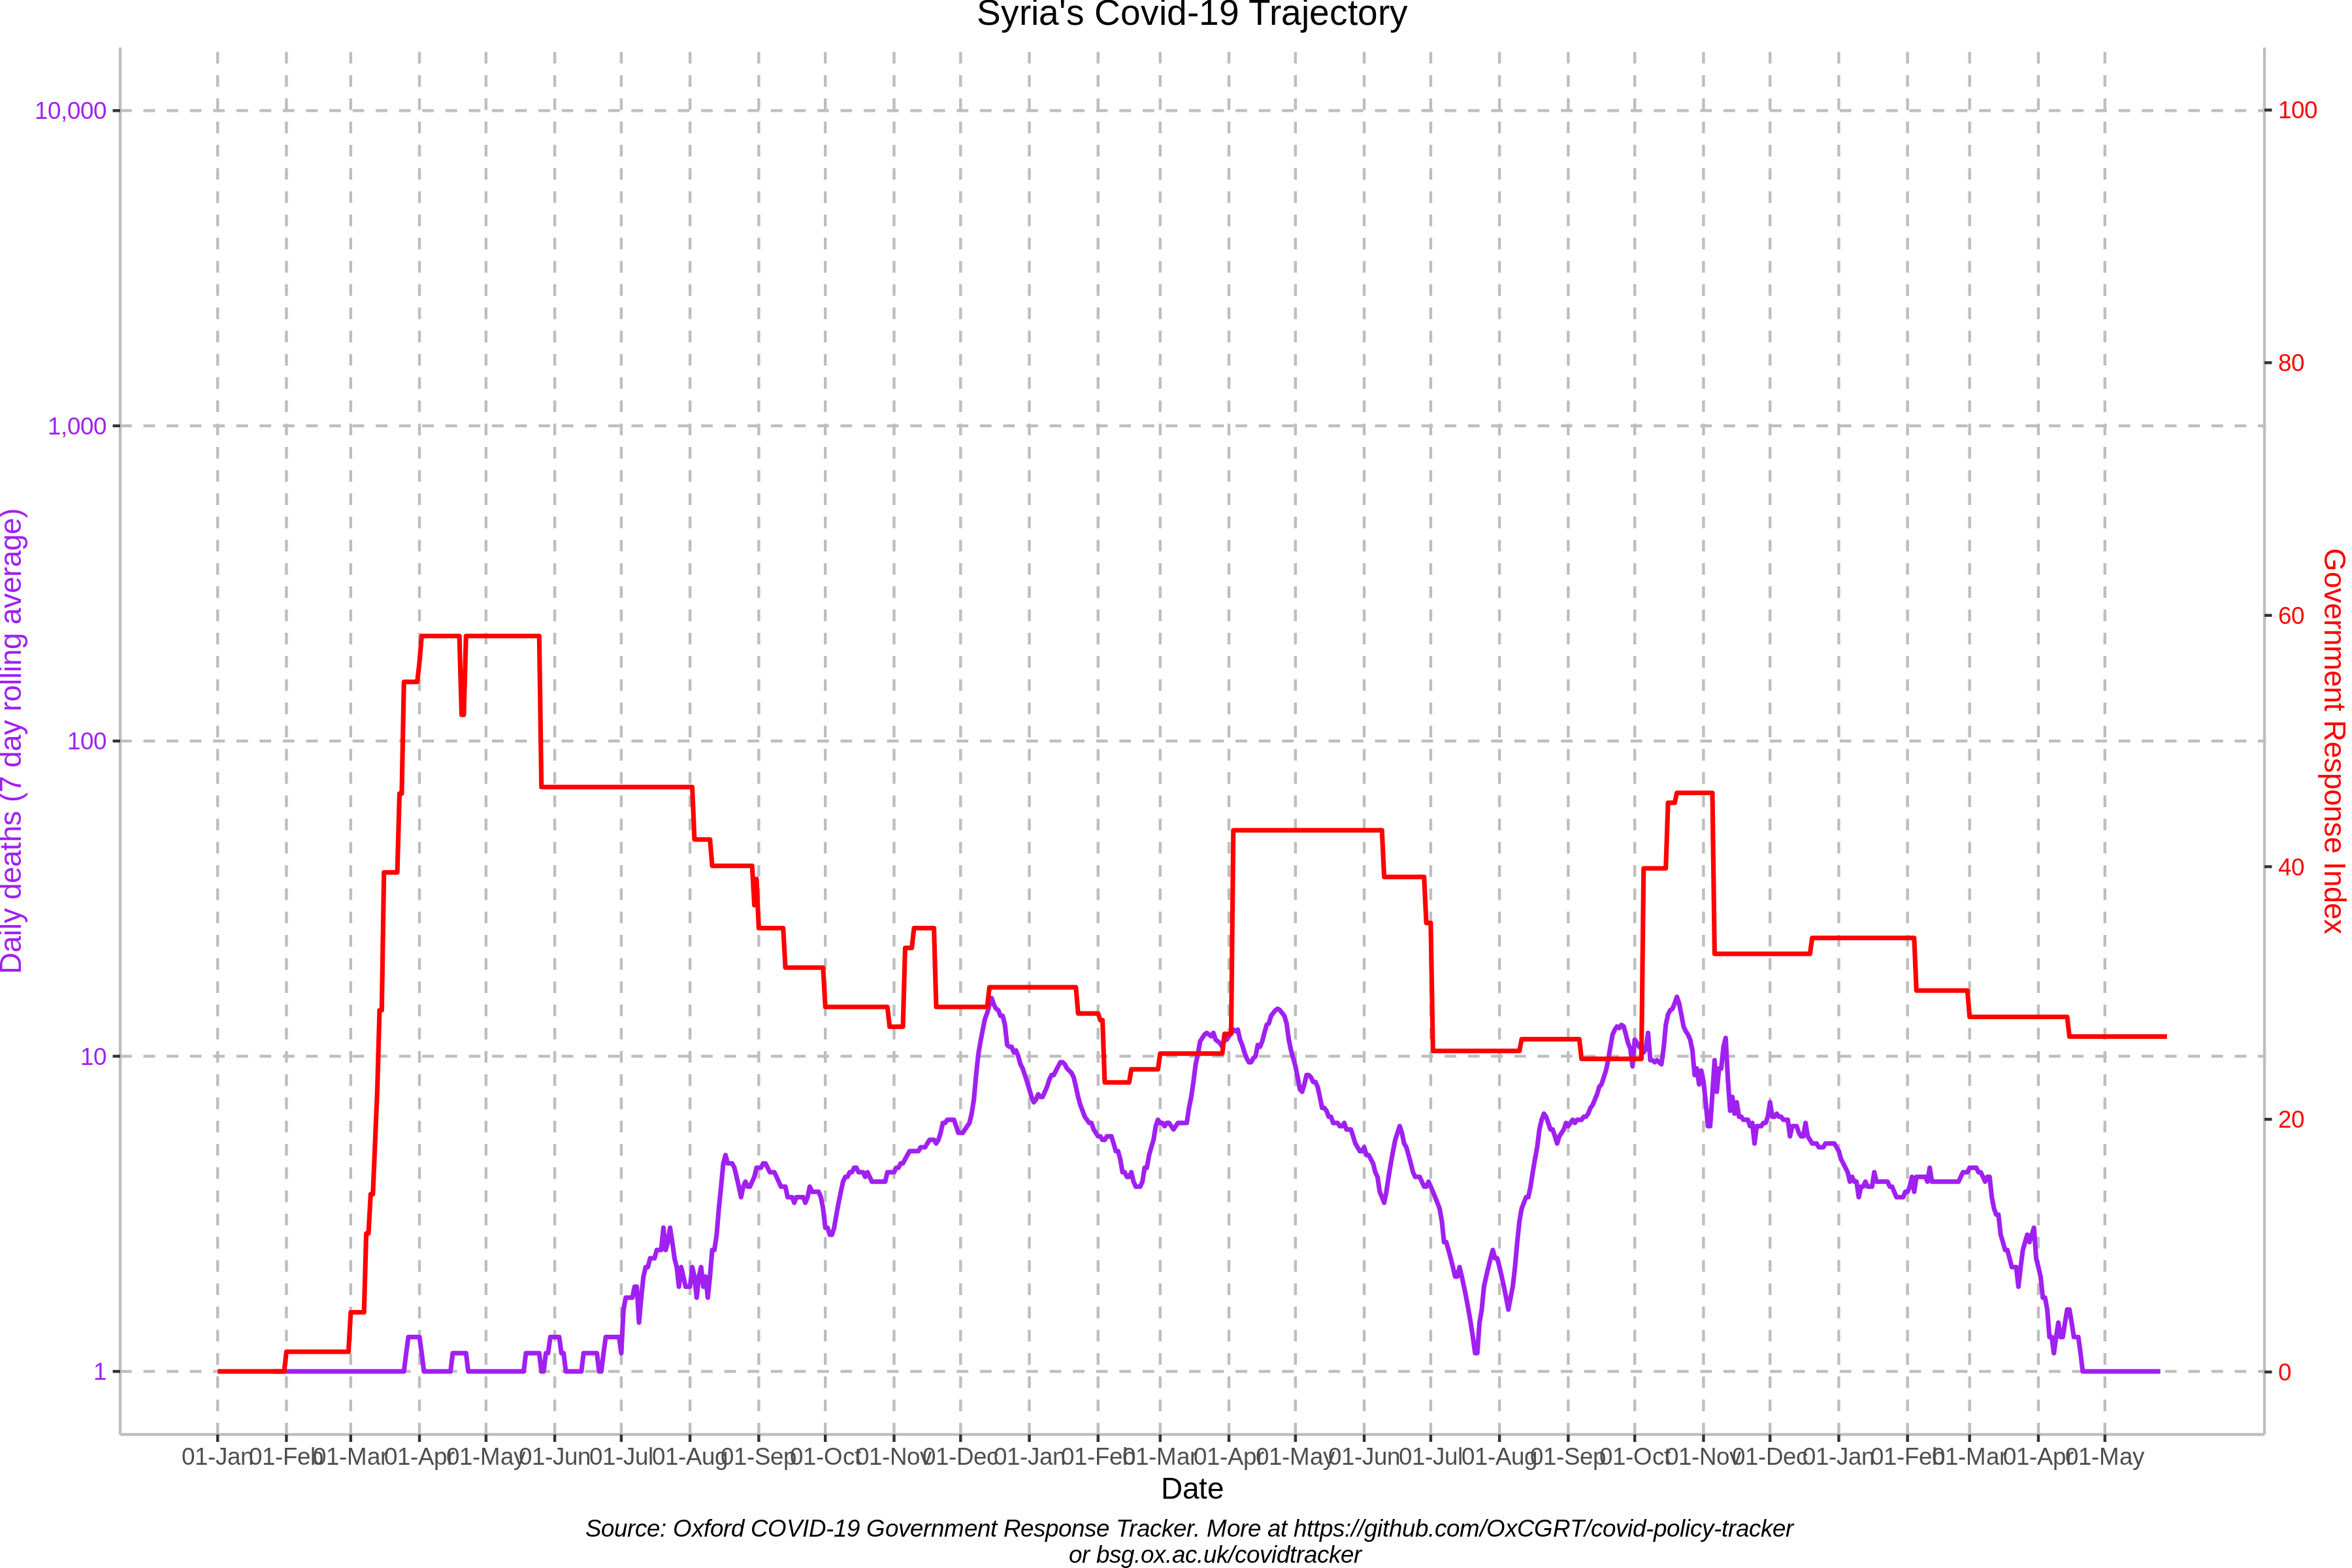 Syria's Covid-19 Trajectory
10,000
1,000
100
10
1
Daily deaths (7 day rolling average)
100
80
60
40
20
0
Government Response Index
01-Jan
01-Feb
01-Mar
01-Apr
01-May
01-Jun
01-Jul
01-Aug
01-Sep
01-Oct
01-Nov
01-Dec
01-Jan
01-Feb
01-Mar
01-Apr
01-May
01-Jun
01-Jul
01-Aug
01-Sep
01-Oct
01-Nov
01-Dec
01-Jan
01-Feb
01-Mar
01-Apr
01-May
Date
Source: Oxford COVID-19 Government Response Tracker. More at https://github.com/OxCGRT/covid-policy-tracker
or bsg.ox.ac.uk/covidtracker